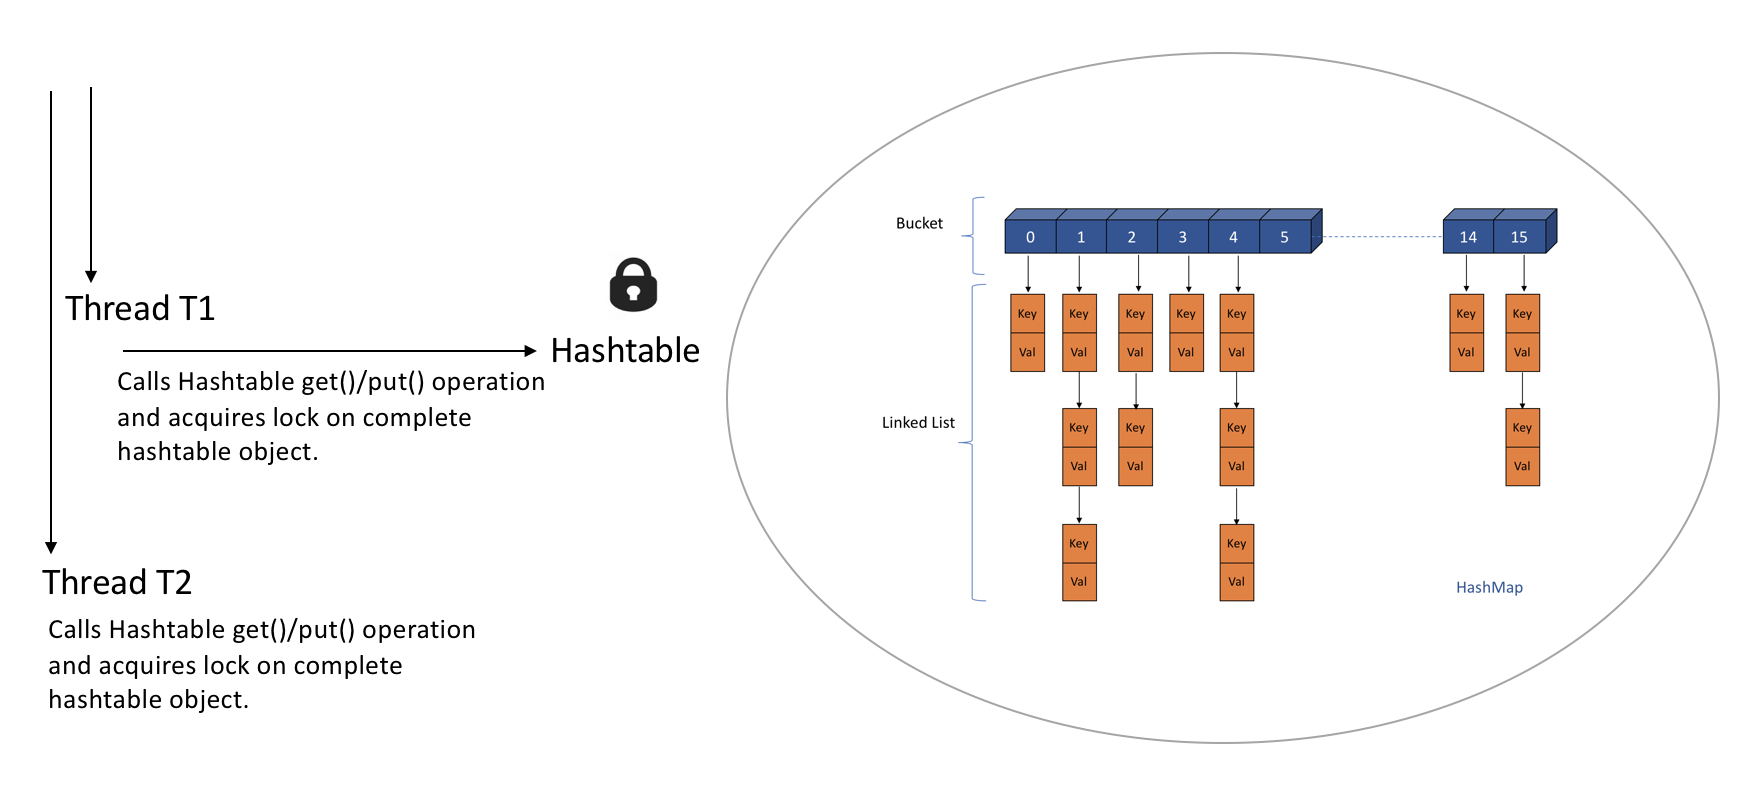 Thread T1
Hashtable
Calls Hashtable get()/put() operation
and acquires lock on complete
hashtable object.
Thread T2
Calls Hashtable get()/put() operation
and acquires lock on complete
hashtable object.
Bucket
0 1 2 3 4 5 14 15
Linked List
Key Key Key Key Key Key Key
Val Val Val Val Val Val Val
Key Key Key Key
Val Val Val Val
Key Key
Val Val
HashMap